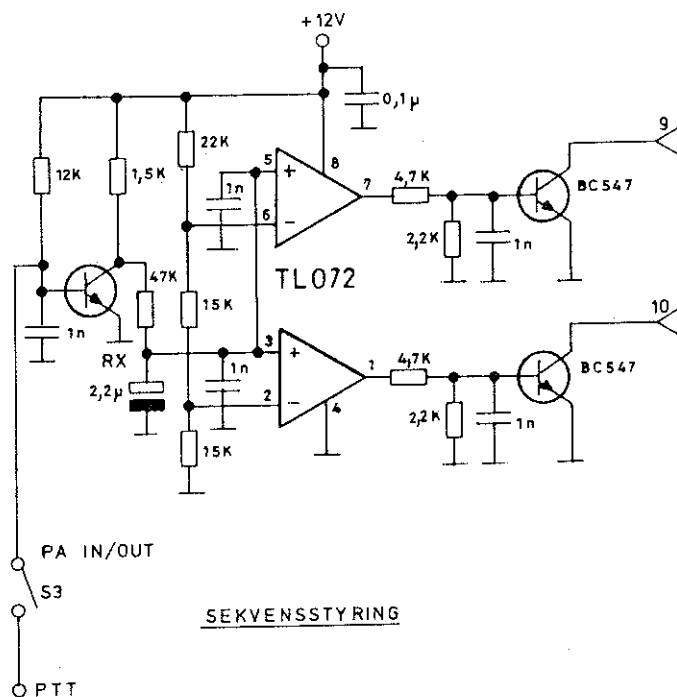 +12V
0,1µ
22K
12K
1,5K
5
8
9
1n
+
7
4,7K
BC547
6
-
2,2K
1n
TL072
47K
15K
10
1n
RX
3
+
1
4,7K
BC547
2,2µ
1n
2
-
4
2,2K
1n
15K
PA IN/OUT
S3
SEKVENSSTYRING
PTT